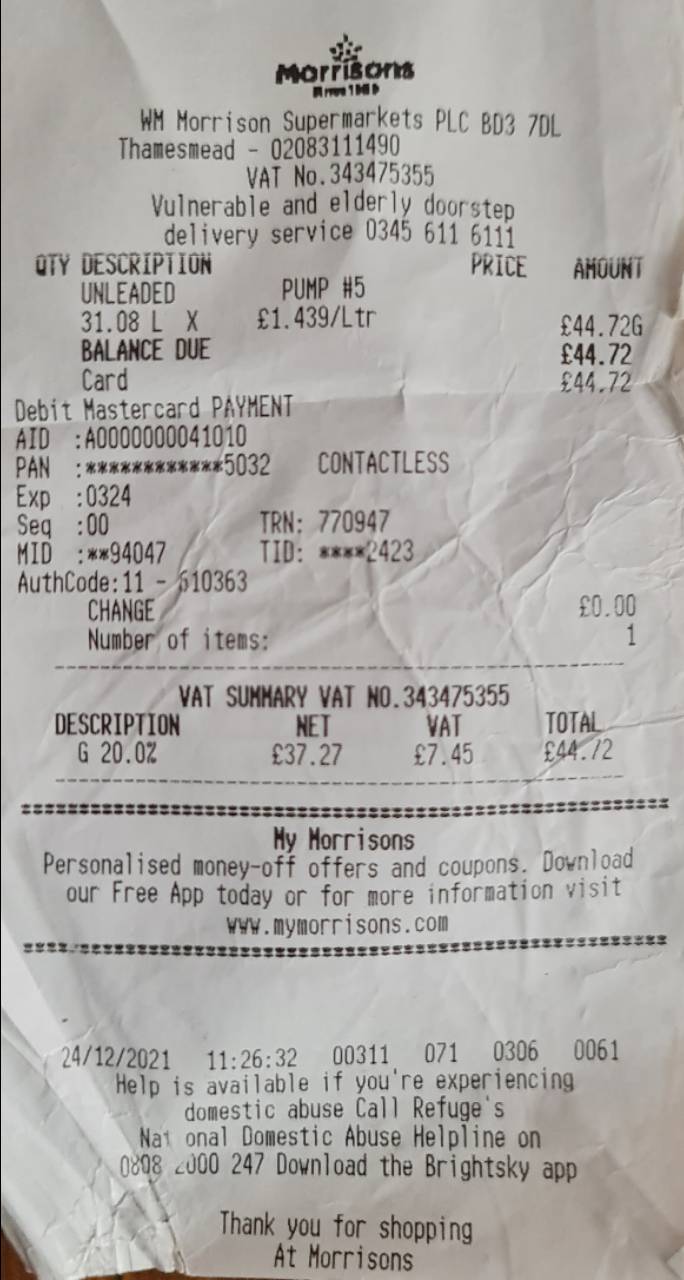 Morrisons
Since 1899
WM Morrison Supermarkets PLC BD3 7DL
Thamesmead - 02083111490
VAT No.343475355
Vulnerable and elderly doorstep
delivery service 0345 611 6111
QTY DESCRIPTION PRICE AMOUNT
UNLEADED PUMP #5
31.08 L X £1.439/Ltr £44.72G
BALANCE DUE £44.72
Card £44.72
Debit Mastercard PAYMENT
AID :A0000000041010
PAN :************5032 CONTACTLESS
Exp :0324
Seq :00 TRN: 770947
MID :**94047 TID: ****2423
AuthCode:11 - 610363
CHANGE £0.00
Number of items: 1
VAT SUMMARY VAT NO.343475355
DESCRIPTION NET VAT TOTAL
G 20.0% £37.27 £7.45 £44.72
My Morrisons
Personalised money-off offers and coupons. Download
our Free App today or for more information visit
www.mymorrisons.com
24/12/2021 11:26:32 00311 071 0306 0061
Help is available if you're experiencing
domestic abuse Call Refuge's
National Domestic Abuse Helpline on
0808 2000 247 Download the Brightsky app
Thank you for shopping
At Morrisons